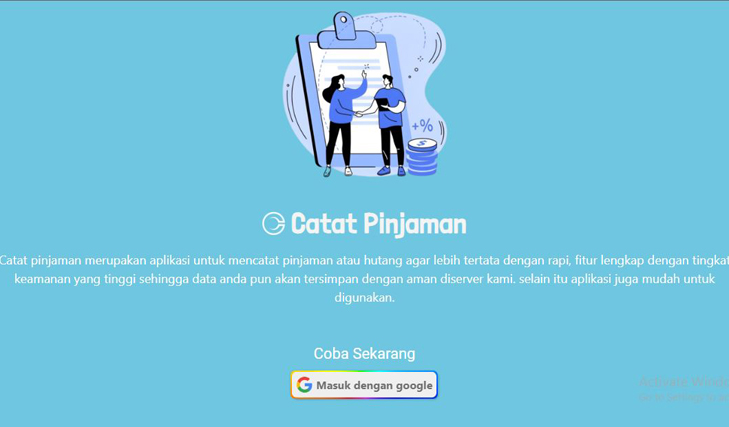 +%
$
Catat Pinjaman
Catat pinjaman merupakan aplikasi untuk mencatat pinjaman atau hutang agar lebih tertata dengan rapi, fitur lengkap dengan tingkat
keamanan yang tinggi sehingga data anda pun akan tersimpan dengan aman diserver kami. selain itu aplikasi juga mudah untuk
digunakan.
Coba Sekarang
Masuk dengan google
Activate Wind